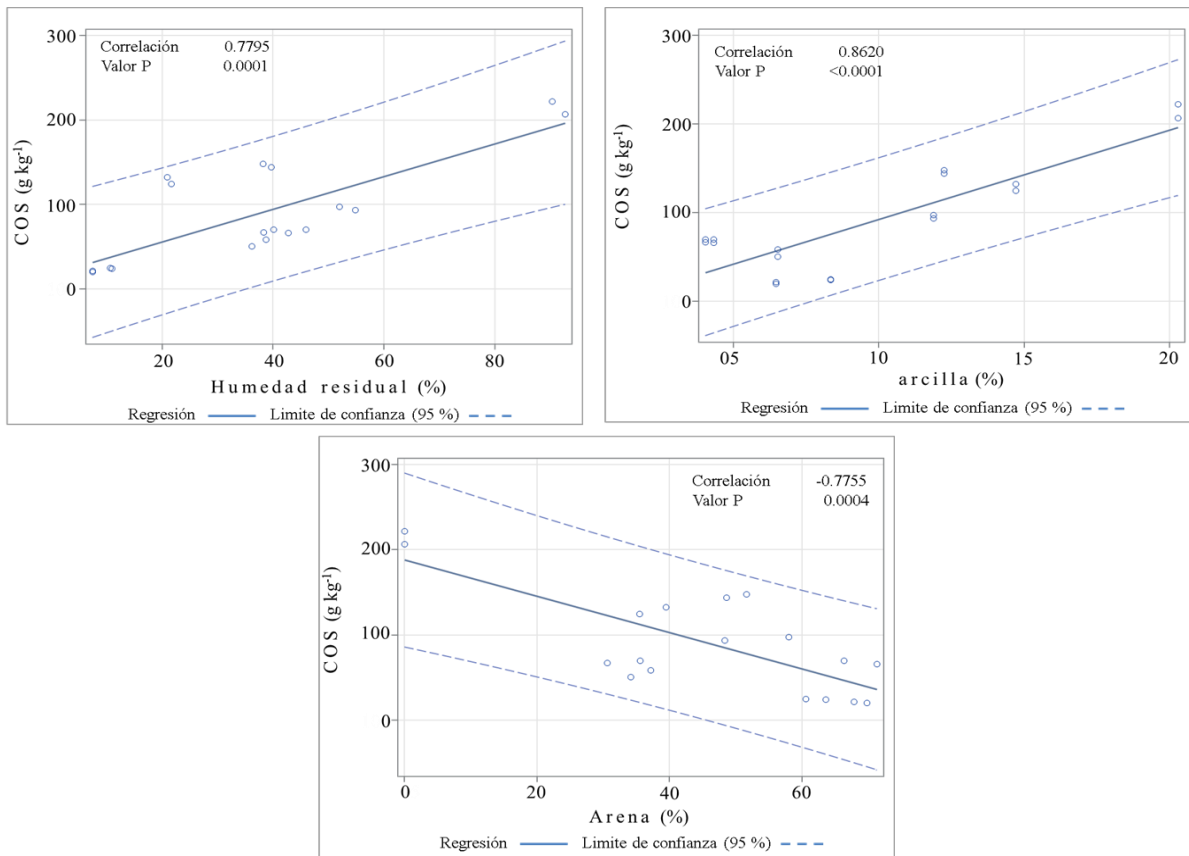 Correlación 0.7795
Valor P 0.0001
300
200
100
0
COS (g kg-1)
20 40 60 80
Humedad residual (%)
Regresión Limite de confianza (95 %)
Correlación 0.8620
Valor P <0.0001
300
200
100
0
COS (g kg-1)
05 10 15 20
arcilla (%)
Regresión Limite de confianza (95 %)
Correlación -0.7755
Valor P 0.0004
300
200
100
0
COS (g kg-1)
0 20 40 60
Arena (%)
Regresión Limite de confianza (95 %)